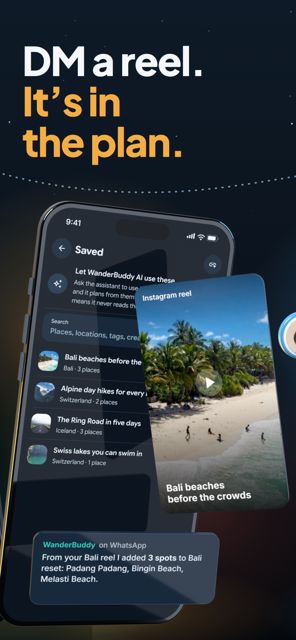 DM a reel.
It's in
the plan.
9:41
Saved
Let WanderBuddy AI use these
Ask the assistant to use
and it plans from them
means it never reads the
Search
Places, locations, tags, crea
Bali beaches before the
Bali · 3 places
Alpine day hikes for every
Switzerland · 2 places
The Ring Road in five days
Iceland · 3 places
Swiss lakes you can swim in
Switzerland · 1 place
Instagram reel
Bali beaches
before the crowds
WanderBuddy on WhatsApp
From your Bali reel I added 3 spots to Bali
reset: Padang Padang, Bingin Beach,
Melasti Beach.